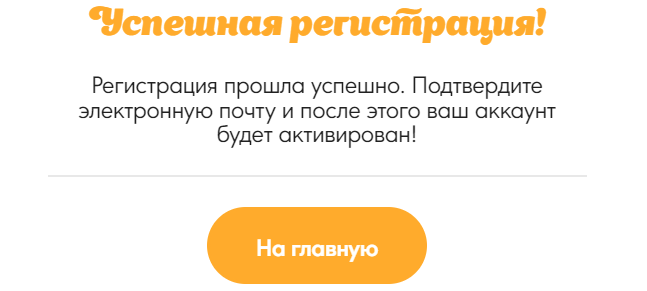 Успешная регистрация!
Регистрация прошла успешно. Подтвердите
электронную почту и после этого ваш аккаунт
будет активирован!
На главную